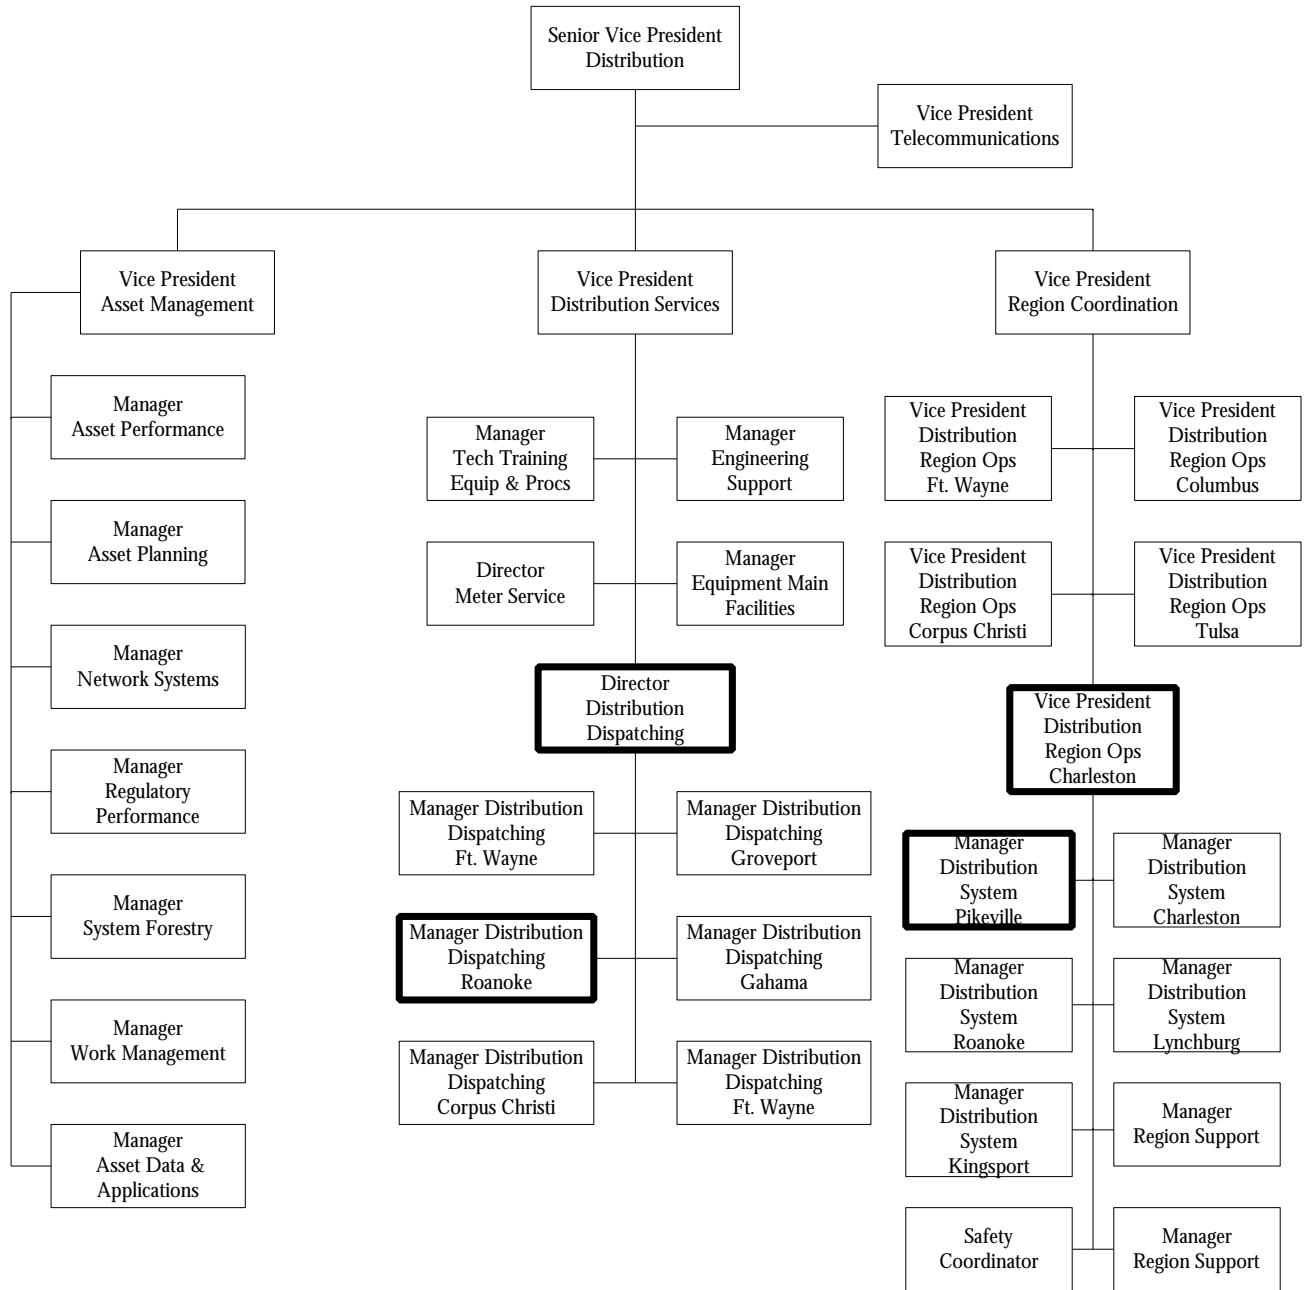 Senior Vice President
Distribution
Vice President
Telecommunications
Vice President
Asset Management
Vice President
Distribution Services
Vice President
Region Coordination
Manager
Asset Performance
Manager
Asset Planning
Manager
Network Systems
Manager
Regulatory
Performance
Manager
System Forestry
Manager
Work Management
Manager
Asset Data &
Applications
Manager
Tech Training
Equip & Procs
Manager
Engineering
Support
Director
Meter Service
Manager
Equipment Main
Facilities
Director
Distribution
Dispatching
Manager Distribution
Dispatching
Ft. Wayne
Manager Distribution
Dispatching
Groveport
Manager Distribution
Dispatching
Roanoke
Manager Distribution
Dispatching
Gahama
Manager Distribution
Dispatching
Corpus Christi
Manager Distribution
Dispatching
Ft. Wayne
Vice President
Distribution
Region Ops
Ft. Wayne
Vice President
Distribution
Region Ops
Columbus
Vice President
Distribution
Region Ops
Corpus Christi
Vice President
Distribution
Region Ops
Tulsa
Vice President
Distribution
Region Ops
Charleston
Manager
Distribution
System
Pikeville
Manager
Distribution
System
Charleston
Manager
Distribution
System
Roanoke
Manager
Distribution
System
Lynchburg
Manager
Distribution
System
Kingsport
Manager
Region Support
Safety
Coordinator
Manager
Region Support